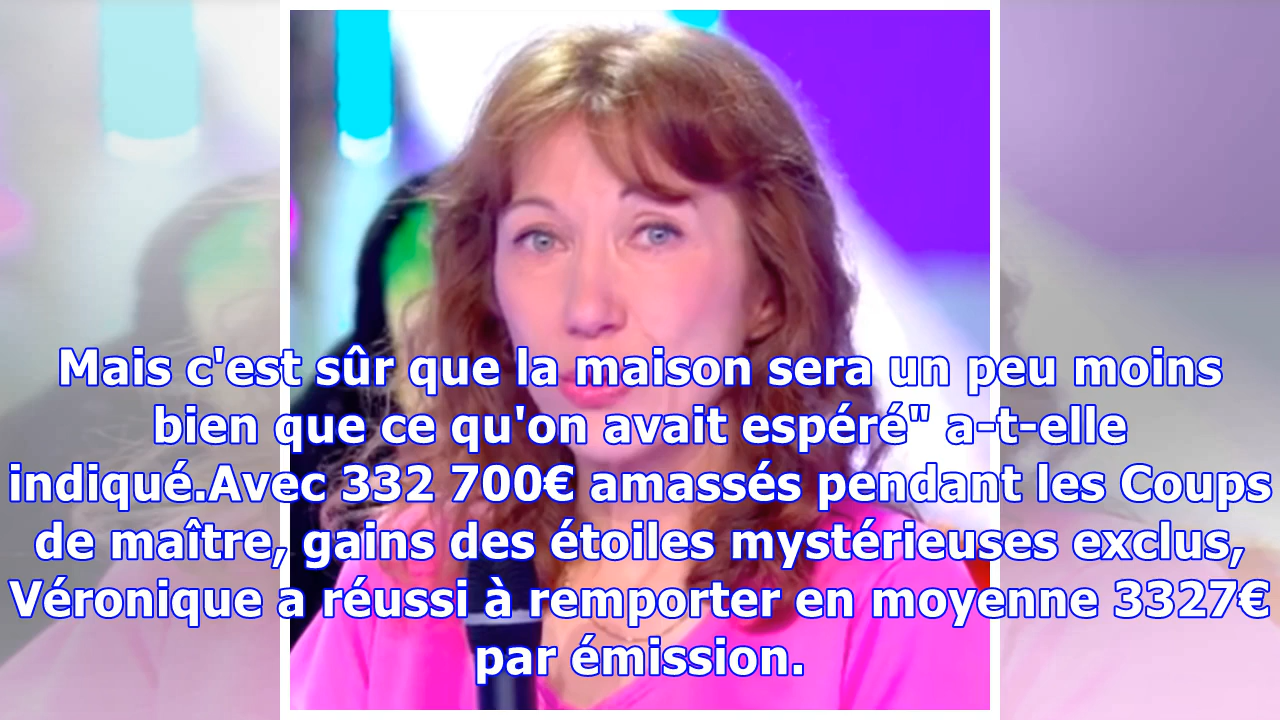 Mais c'est sûr que la maison sera un peu moins
bien que ce qu'on avait espéré" a-t-elle
indiqué.Avec 332 700€ amassés pendant les Coups
de maître, gains des étoiles mystérieuses exclus,
Véronique a réussi à remporter en moyenne 3327€
par émission.